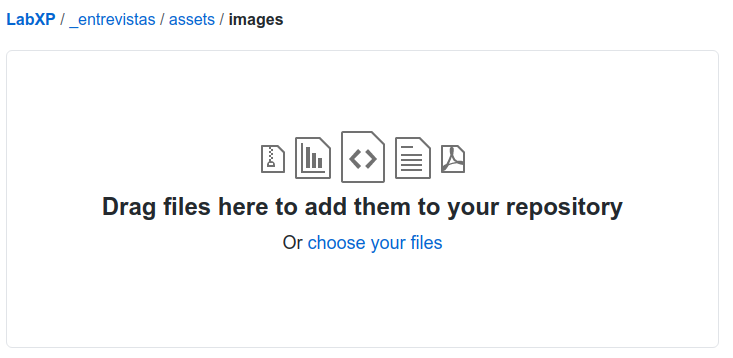 LabXP / _entrevistas / assets / images
Drag files here to add them to your repository
Or choose your files